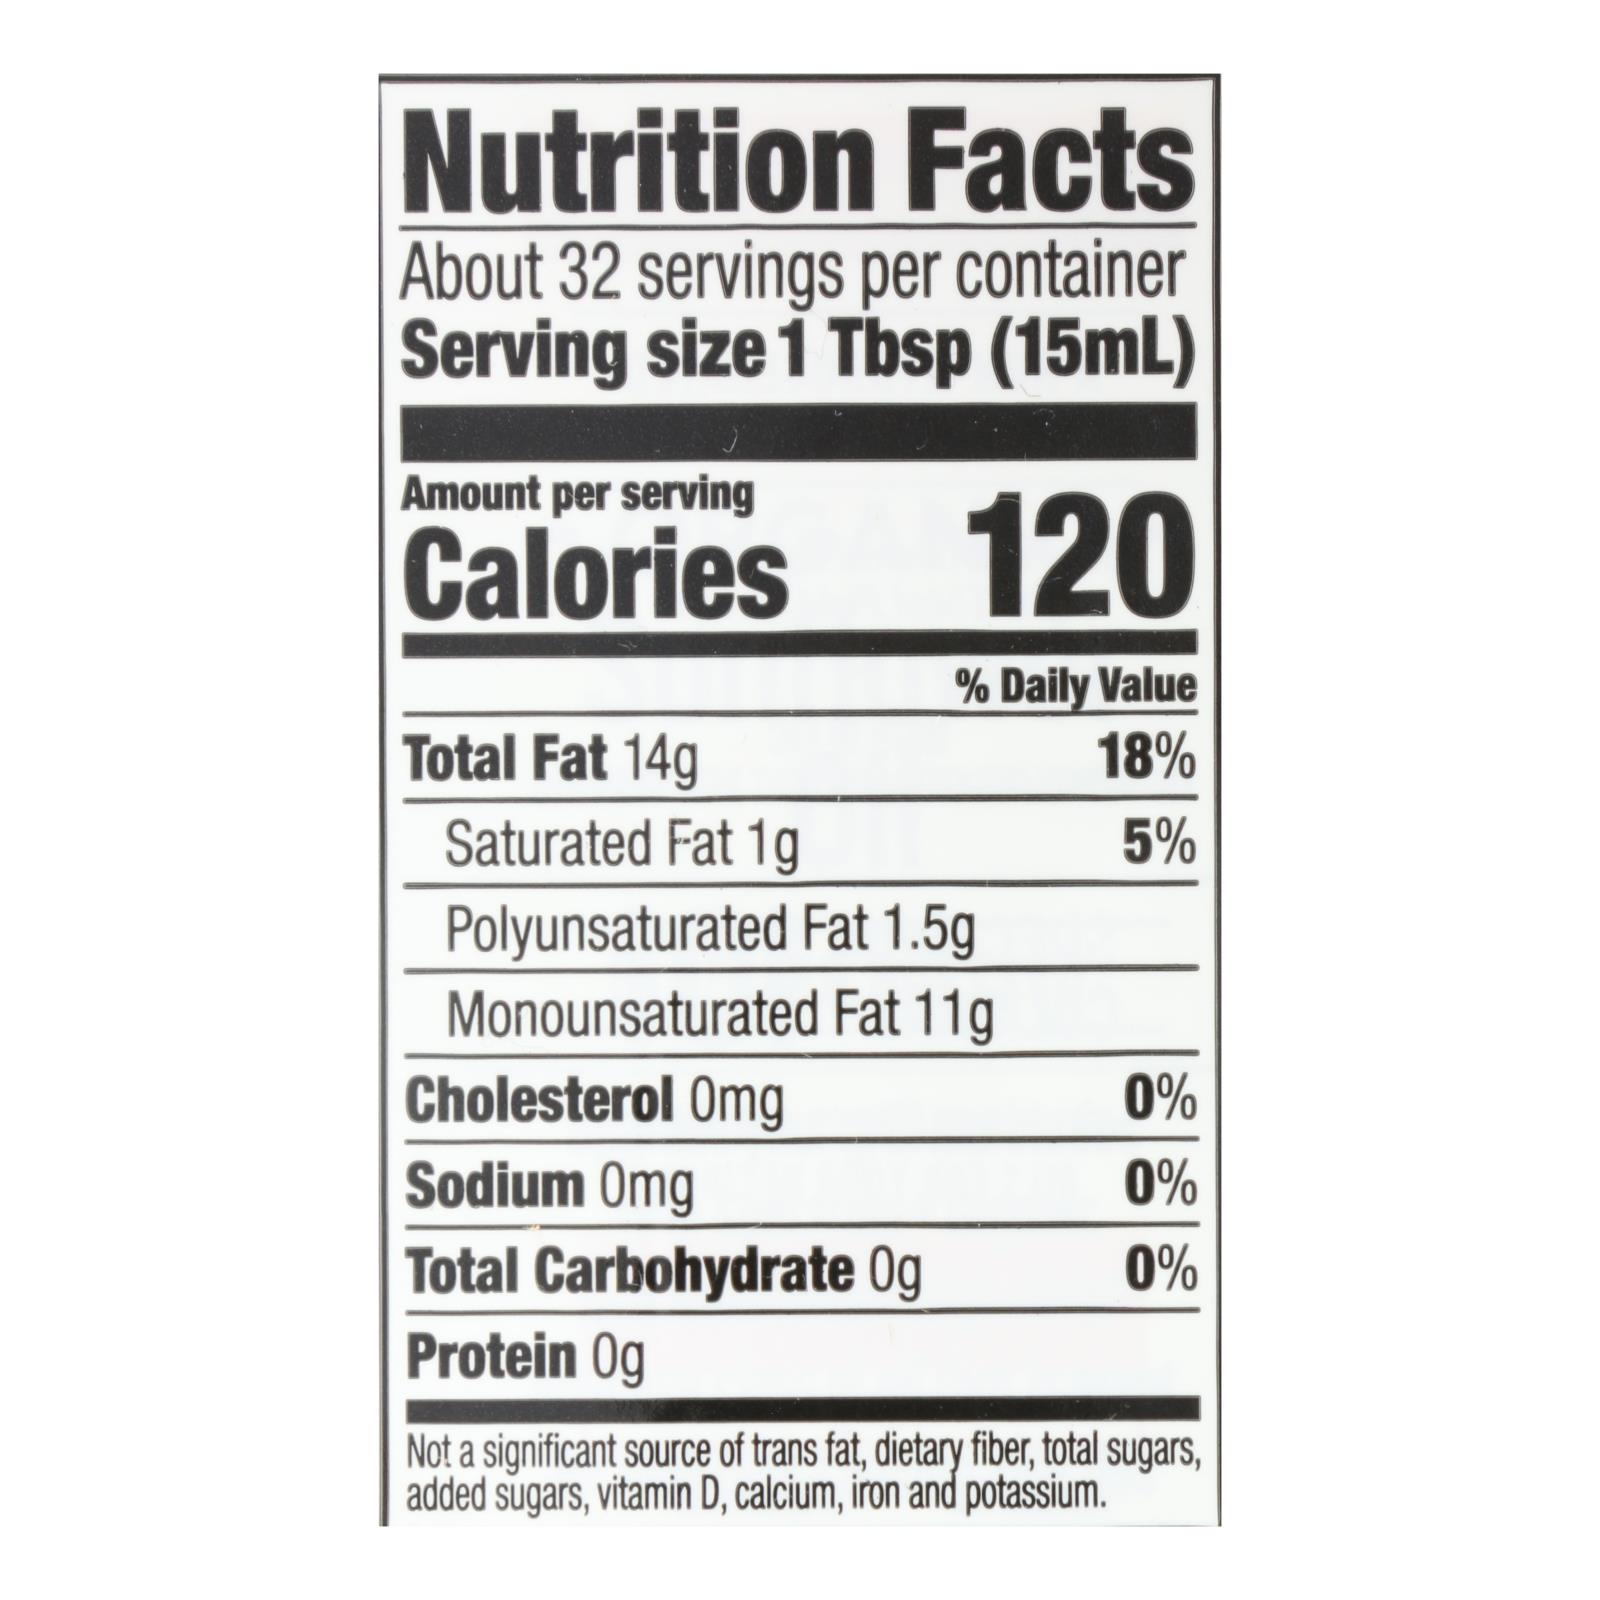 Nutrition Facts
About 32 servings per container
Serving size 1 Tbsp (15mL)
Amount per serving
Calories 120
% Daily Value
Total Fat 14g 18%
Saturated Fat 1g 5%
Polyunsaturated Fat 1.5g
Monounsaturated Fat 11g
Cholesterol 0mg 0%
Sodium 0mg 0%
Total Carbohydrate 0g 0%
Protein 0g
Not a significant source of trans fat, dietary fiber, total sugars,
added sugars, vitamin D, calcium, iron and potassium.